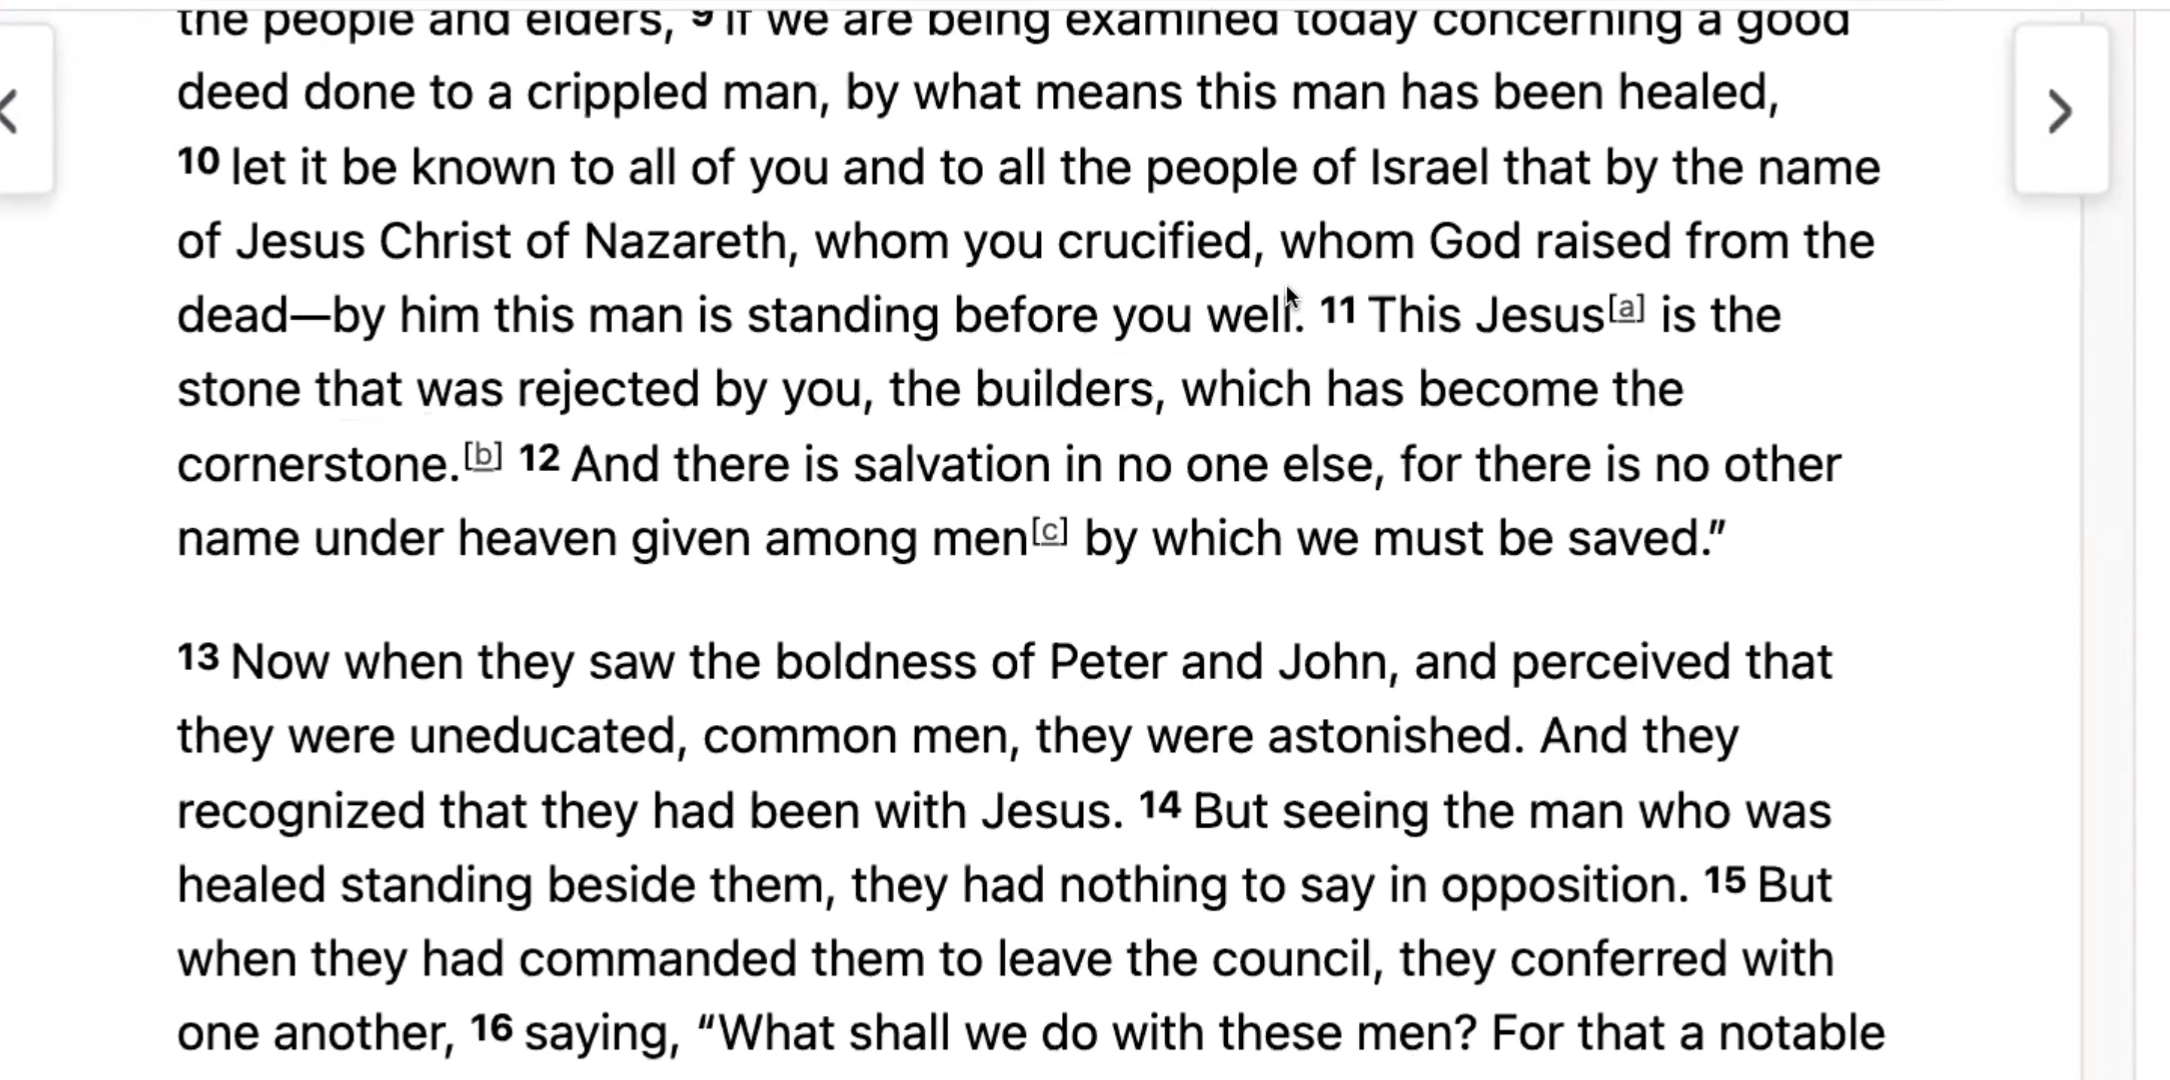 the people and elders, 9 if we are being examined today concerning a good
deed done to a crippled man, by what means this man has been healed,
10 let it be known to all of you and to all the people of Israel that by the name
of Jesus Christ of Nazareth, whom you crucified, whom God raised from the
dead—by him this man is standing before you well. 11 This Jesus[a] is the
stone that was rejected by you, the builders, which has become the
cornerstone.[b] 12 And there is salvation in no one else, for there is no other
name under heaven given among men[c] by which we must be saved.”
13 Now when they saw the boldness of Peter and John, and perceived that
they were uneducated, common men, they were astonished. And they
recognized that they had been with Jesus. 14 But seeing the man who was
healed standing beside them, they had nothing to say in opposition. 15 But
when they had commanded them to leave the council, they conferred with
one another, 16 saying, “What shall we do with these men? For that a notable